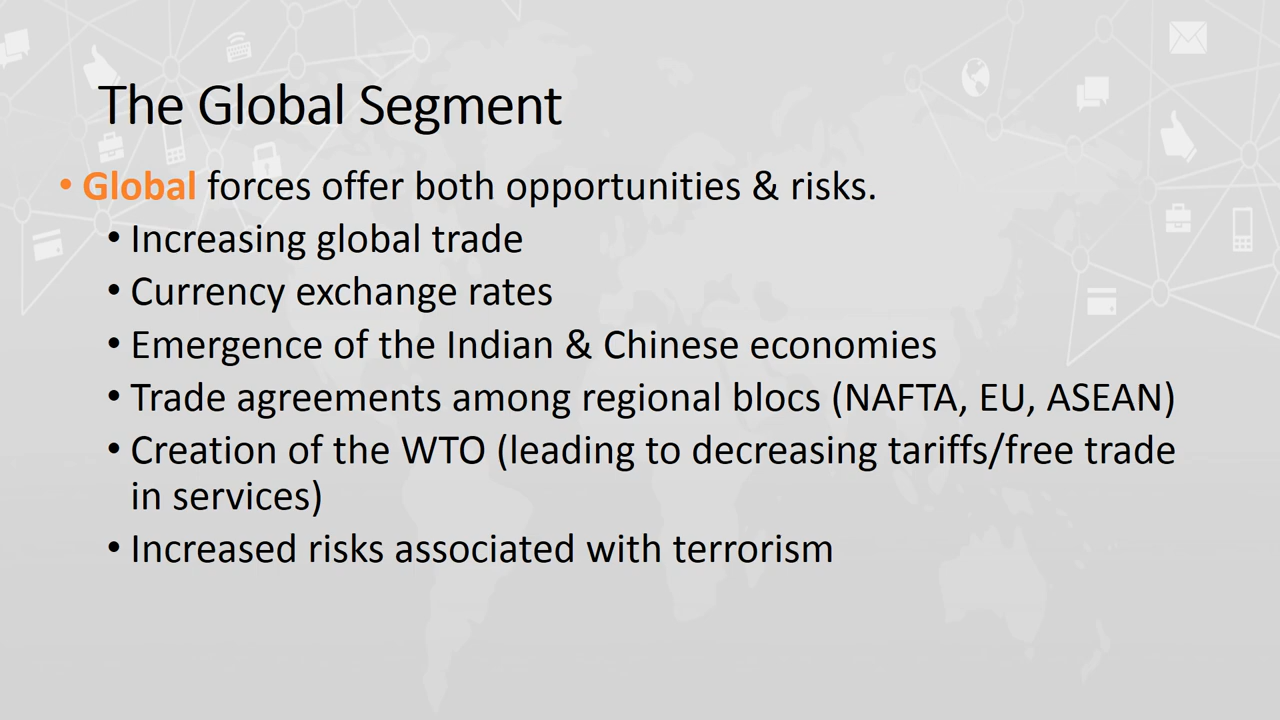 The Global Segment
• Global forces offer both opportunities & risks.
• Increasing global trade
• Currency exchange rates
• Emergence of the Indian & Chinese economies
• Trade agreements among regional blocs (NAFTA, EU, ASEAN)
• Creation of the WTO (leading to decreasing tariffs/free trade
in services)
• Increased risks associated with terrorism